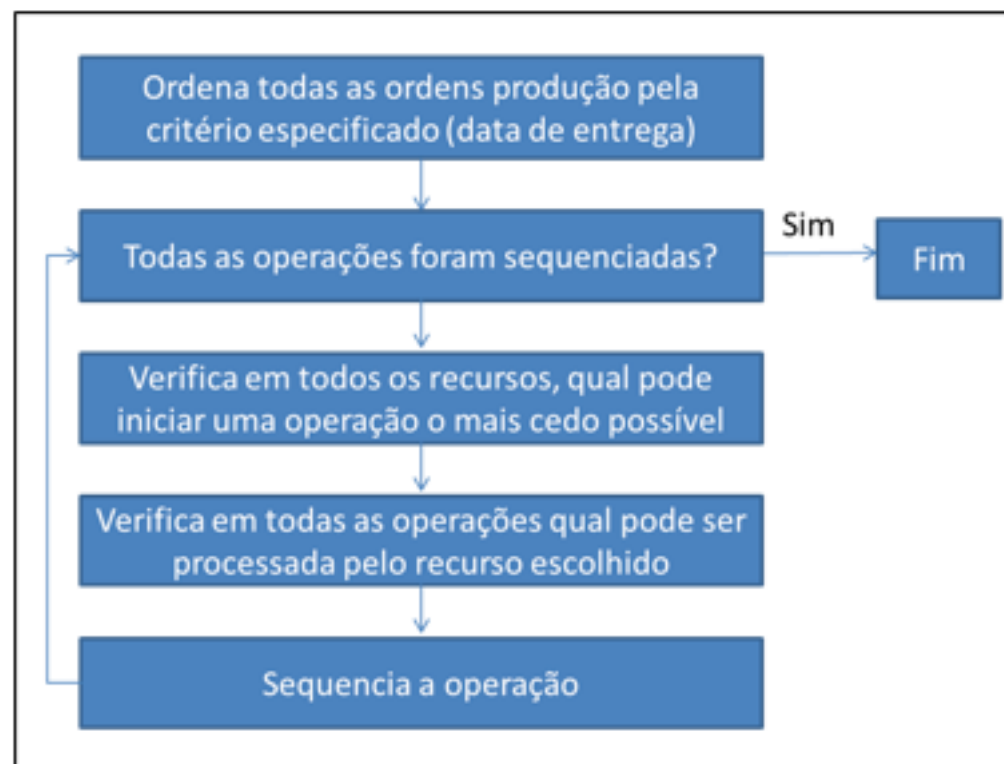 Ordena todas as ordens produção pela
critério especificado (data de entrega)
Todas as operações foram sequenciadas?
Sim
Fim
Verifica em todos os recursos, qual pode
iniciar uma operação o mais cedo possível
Verifica em todas as operações qual pode ser
processada pelo recurso escolhido
Sequencia a operação